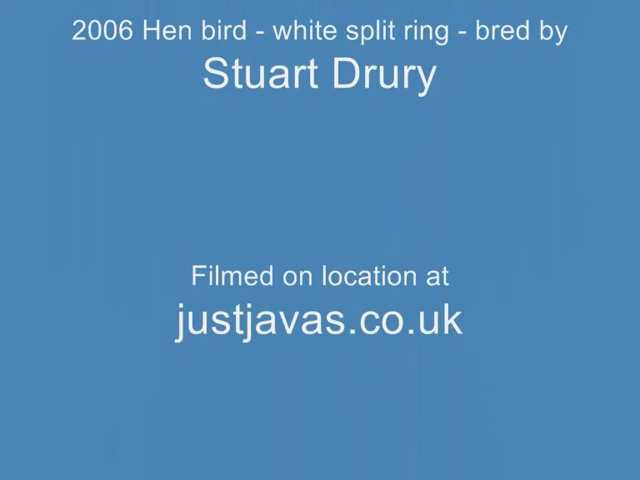 2006 Hen bird - white split ring - bred by
Stuart Drury
Filmed on location at
justjavas.co.uk